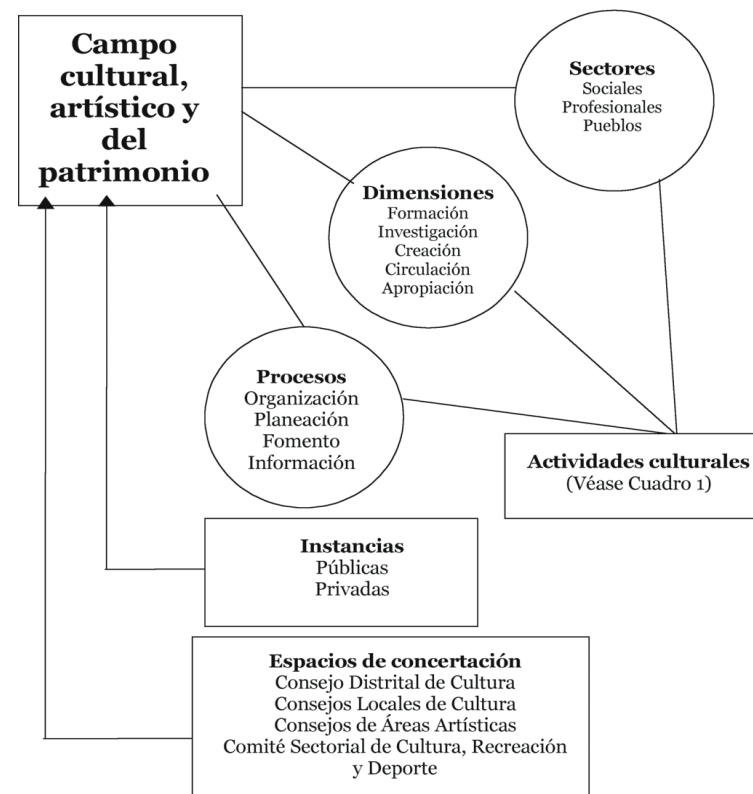 Campo
cultural,
artístico y
del
patrimonio
Sectores
Sociales
Profesionales
Pueblos
Dimensiones
Formación
Investigación
Creación
Circulación
Apropiación
Procesos
Organización
Planeación
Fomento
Información
Actividades culturales
(Véase Cuadro 1)
Instancias
Públicas
Privadas
Espacios de concertación
Consejo Distrital de Cultura
Consejos Locales de Cultura
Consejos de Áreas Artísticas
Comité Sectorial de Cultura, Recreación
y Deporte